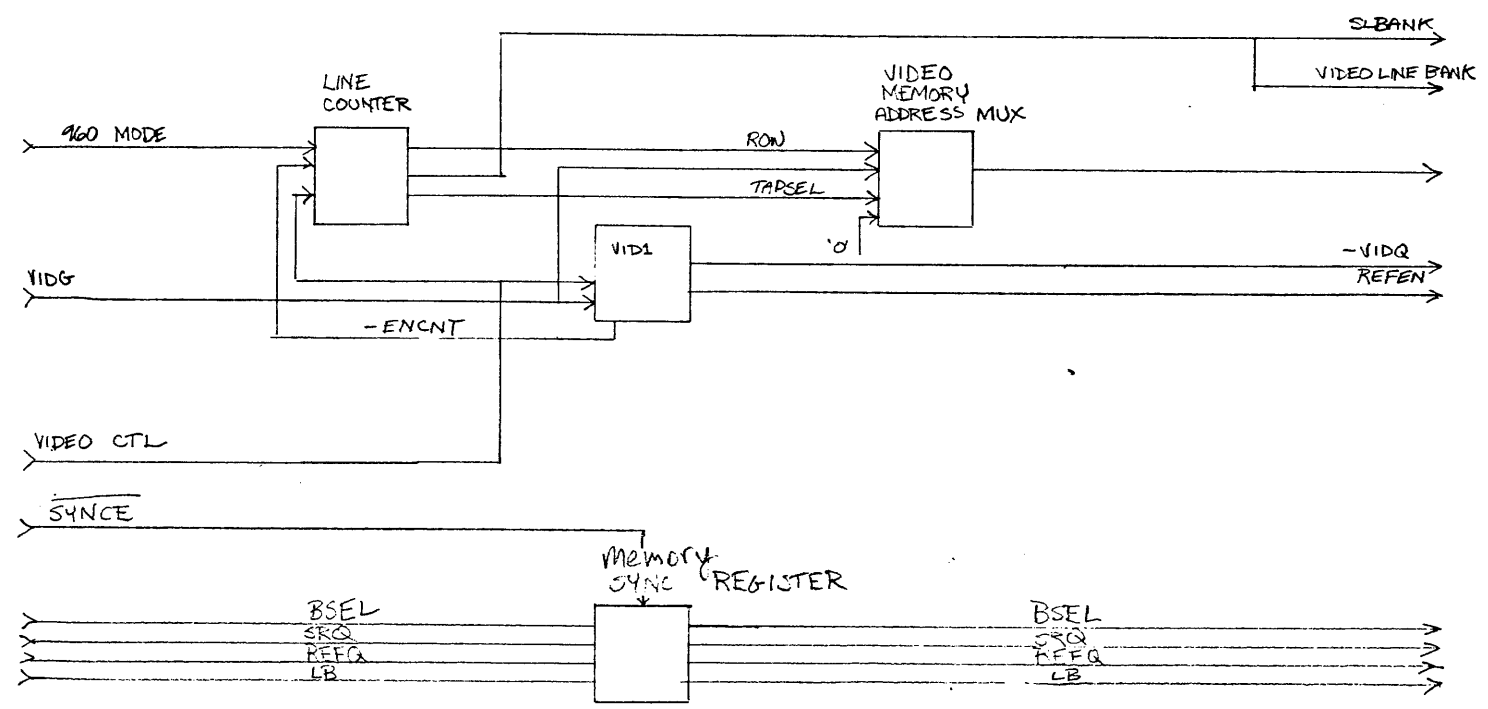 SLBANK
VIDEO LINE BANK
LINE
COUNTER
VIDEO
MEMORY
ADDRESS MUX
960 MODE
ROW
TAPSEL
'0'
VID1
-VIDQ
REFEN
VIDG
-ENCNT
VIDEO CTL
SYNCE
Memory
SYNC REGISTER
BSEL
SRQ
REFQ
LB
BSEL
SRQ
REFQ
LB